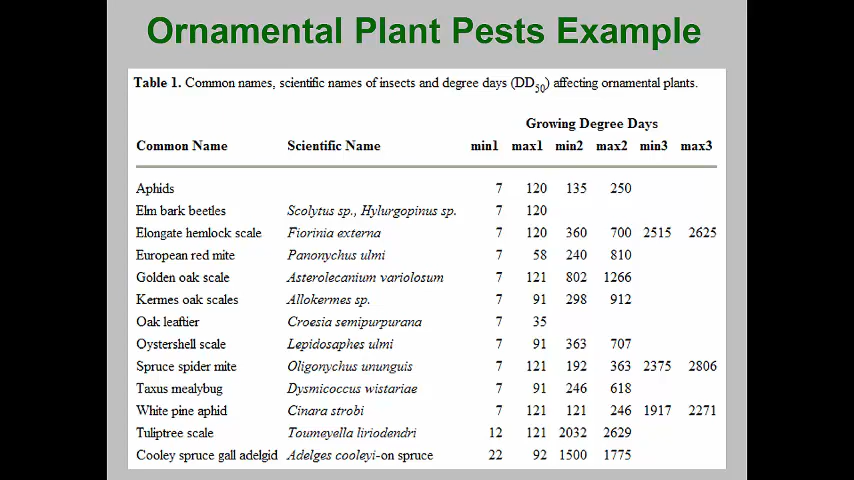 Ornamental Plant Pests Example
Table 1. Common names, scientific names of insects and degree days (DD50) affecting ornamental plants.
Growing Degree Days
Common Name Scientific Name min1 max1 min2 max2 min3 max3
Aphids 7 120 135 250
Elm bark beetles Scolytus sp., Hylurgopinus sp. 7 120
Elongate hemlock scale Fiorinia externa 7 120 360 700 2515 2625
European red mite Panonychus ulmi 7 58 240 810
Golden oak scale Asterolecanium variolosum 7 121 802 1266
Kermes oak scales Allokermes sp. 7 91 298 912
Oak leaftier Croesia semipurpurana 7 35
Oystershell scale Lepidosaphes ulmi 7 91 363 707
Spruce spider mite Oligonychus ununguis 7 121 192 363 2375 2806
Taxus mealybug Dysmicoccus wistariae 7 91 246 618
White pine aphid Cinara strobi 7 121 121 246 1917 2271
Tuliptree scale Toumeyella liriodendri 12 121 2032 2629
Cooley spruce gall adelgid Adelges cooleyi-on spruce 22 92 1500 1775